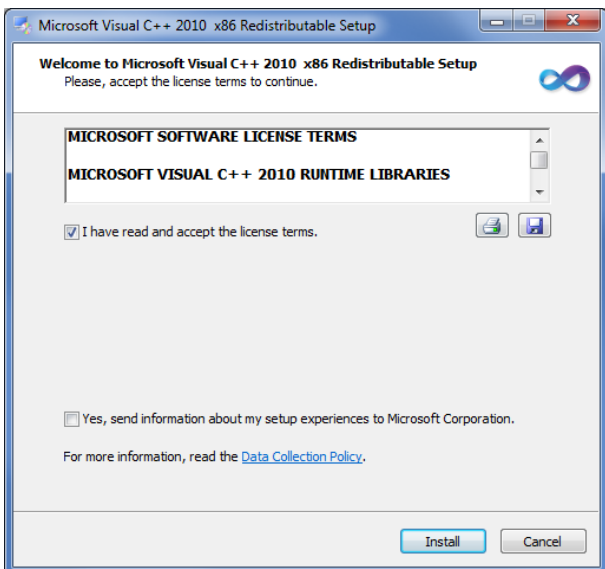 Microsoft Visual C++ 2010 x86 Redistributable Setup
Welcome to Microsoft Visual C++ 2010 x86 Redistributable Setup
Please, accept the license terms to continue.
MICROSOFT SOFTWARE LICENSE TERMS
MICROSOFT VISUAL C++ 2010 RUNTIME LIBRARIES
I have read and accept the license terms.
Yes, send information about my setup experiences to Microsoft Corporation.
For more information, read the Data Collection Policy.
Install Cancel